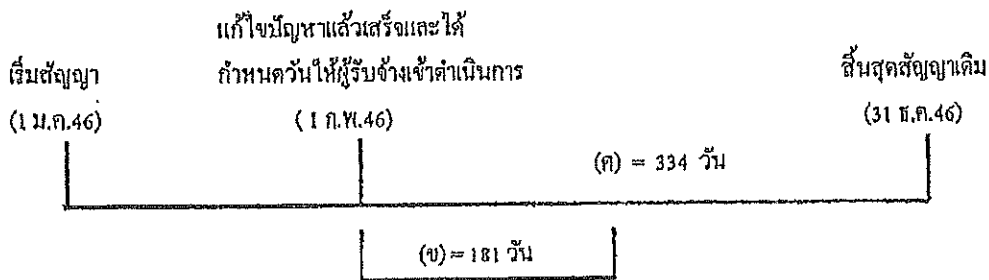 แก้ไขปัญหาแล้วเสร็จและได้
เริ่มสัญญา กำหนดวันให้ผู้รับจ้างเข้าดำเนินการ สิ้นสุดสัญญาเดิม
(1 ม.ค.46) ( 1 ก.พ.46) (31 ธ.ค.46)
(ค) = 334 วัน
(ข) = 181 วัน